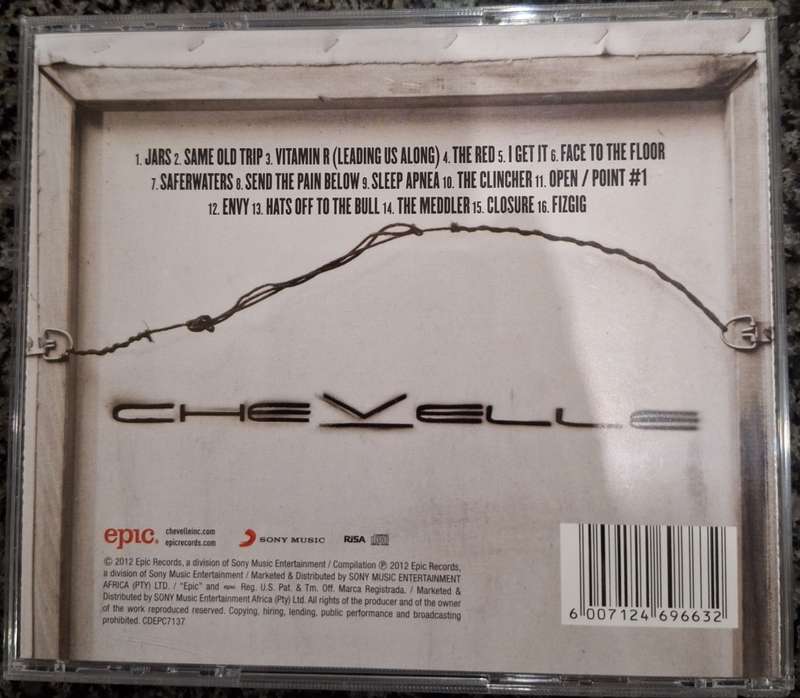 1. JARS 2. SAME OLD TRIP 3. VITAMIN R (LEADING US ALONG) 4. THE RED 5. I GET IT 6. FACE TO THE FLOOR
7. SAFERWATERS 8. SEND THE PAIN BELOW 9. SLEEP APNEA 10. THE CLINCHER 11. OPEN / POINT #1
12. ENVY 13. HATS OFF TO THE BULL 14. THE MEDDLER 15. CLOSURE 16. FIZGIG
CHEVELLE
epic. chevelleinc.com
epicrecords.com
SONY MUSIC
RiSA
© 2012 Epic Records, a division of Sony Music Entertainment / Compilation ℗ 2012 Epic Records,
a division of Sony Music Entertainment / Marketed & Distributed by SONY MUSIC ENTERTAINMENT
AFRICA (PTY) LTD. / "Epic" and epic. Reg. U.S. Pat. & Tm. Off. Marca Registrada. / Marketed &
Distributed by SONY Music Entertainment Africa (Pty) Ltd. All rights of the producer and of the owner
of the work reproduced reserved. Copying, hiring, lending, public performance and broadcasting
prohibited. CDEPC7137
6 007124 696632